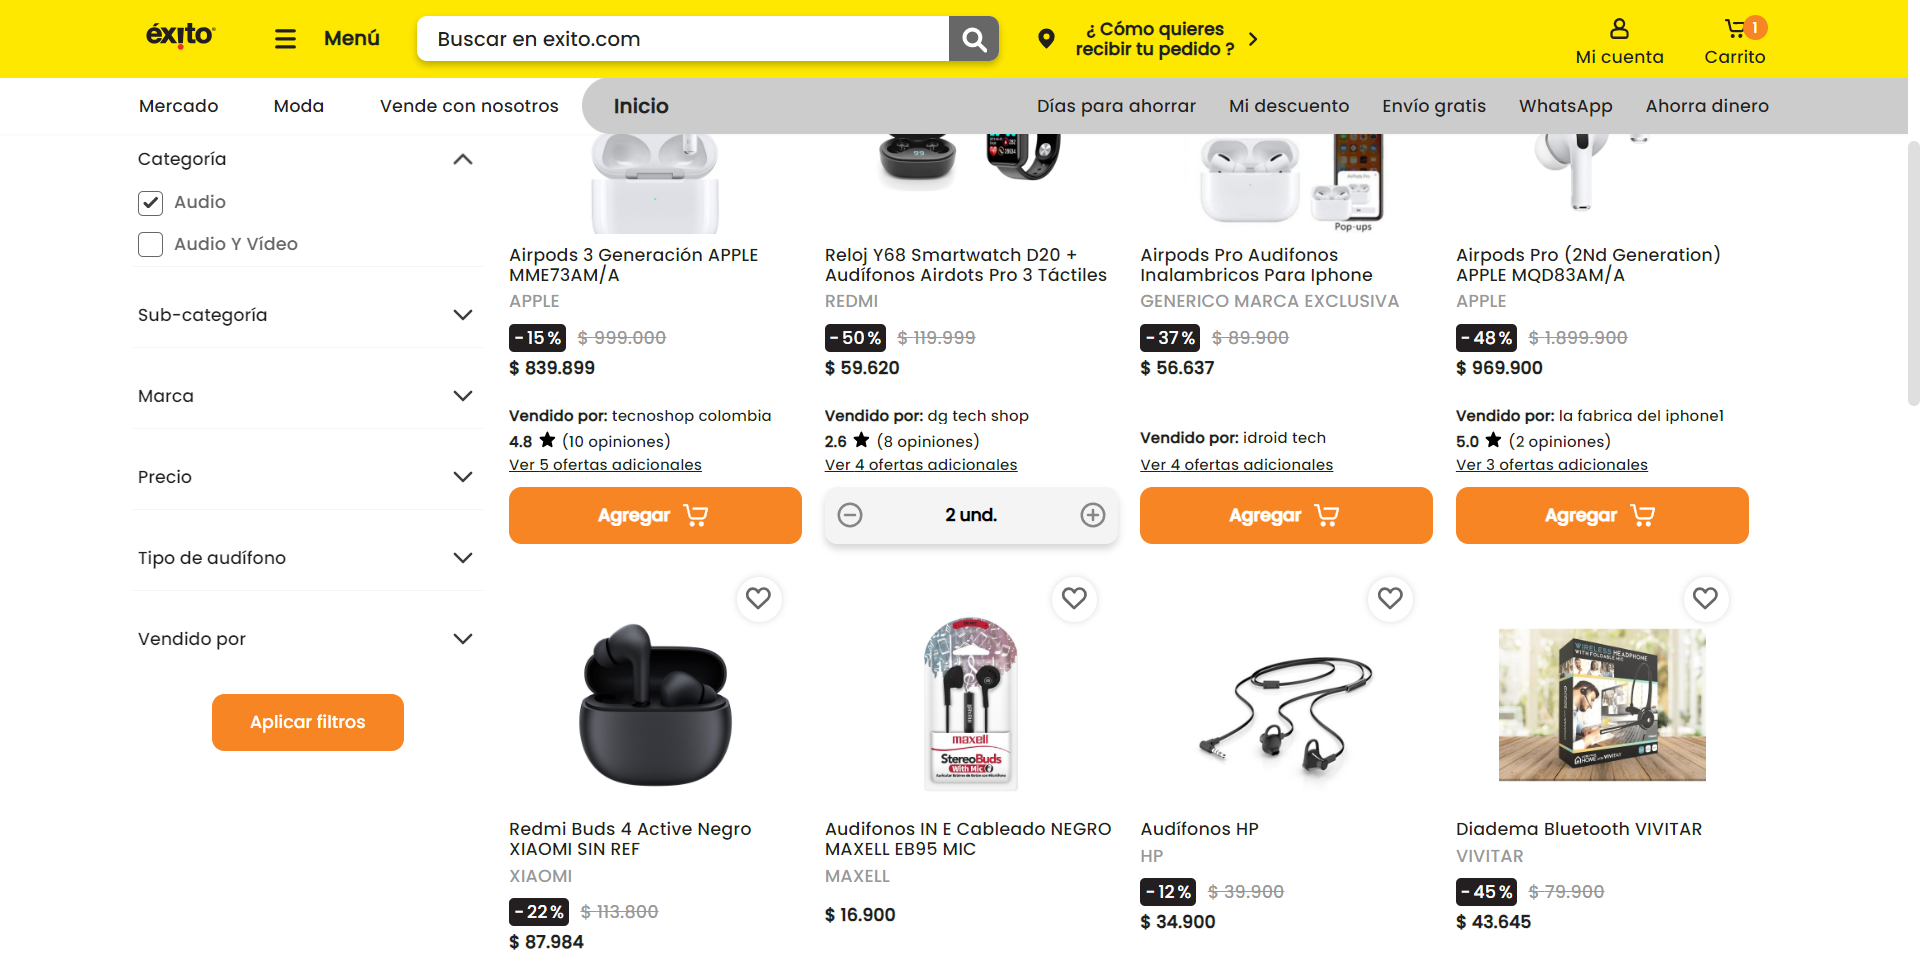 éxito
Menú
Buscar en exito.com
¿ Cómo quieres
recibir tu pedido ?
Mi cuenta
1
Carrito
Mercado
Moda
Vende con nosotros
Inicio
Días para ahorrar
Mi descuento
Envío gratis
WhatsApp
Ahorra dinero
Categoría
Audio
Audio Y Vídeo
Sub-categoría
Marca
Precio
Tipo de audífono
Vendido por
Aplicar filtros
Airpods 3 Generación APPLE
MME73AM/A
APPLE
-15% $ 999.000
$ 839.899
Vendido por: tecnoshop colombia
4.8 ★ (10 opiniones)
Ver 5 ofertas adicionales
Agregar
Reloj Y68 Smartwatch D20 +
Audífonos Airdots Pro 3 Táctiles
REDMI
-50% $ 119.999
$ 59.620
Vendido por: dg tech shop
2.6 ★ (8 opiniones)
Ver 4 ofertas adicionales
2 und.
Pop-ups
Airpods Pro Audifonos
Inalambricos Para Iphone
GENERICO MARCA EXCLUSIVA
-37% $ 89.900
$ 56.637
Vendido por: idroid tech
Ver 4 ofertas adicionales
Agregar
Airpods Pro (2Nd Generation)
APPLE MQD83AM/A
APPLE
-48% $ 1.899.900
$ 969.900
Vendido por: la fabrica del iphone1
5.0 ★ (2 opiniones)
Ver 3 ofertas adicionales
Agregar
Redmi Buds 4 Active Negro
XIAOMI SIN REF
XIAOMI
-22% $ 113.800
$ 87.984
maxell
StereoBuds
With Mic
Audifonos IN E Cableado NEGRO
MAXELL EB95 MIC
MAXELL
$ 16.900
Audífonos HP
HP
-12% $ 39.900
$ 34.900
WIRELESS HEADPHONE
WITH FOLDABLE MIC
HOME VIVITAR
Diadema Bluetooth VIVITAR
VIVITAR
-45% $ 79.900
$ 43.645